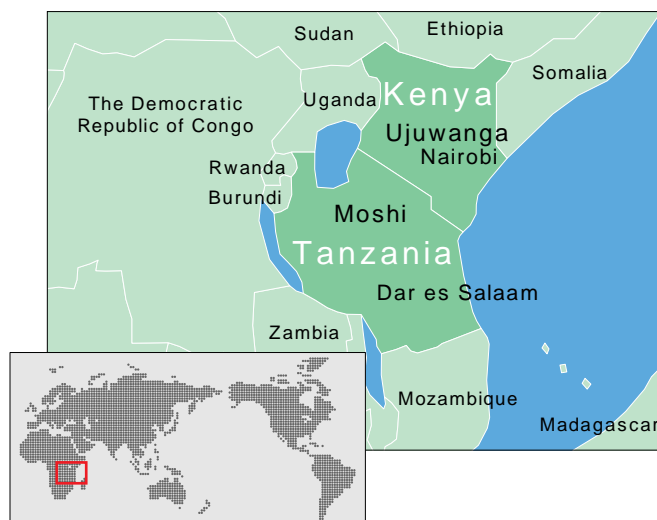 Sudan
Ethiopia
Somalia
The Democratic
Republic of Congo
Uganda
Kenya
Ujuwanga
Nairobi
Rwanda
Burundi
Moshi
Tanzania
Dar es Salaam
Zambia
Mozambique
Madagascar